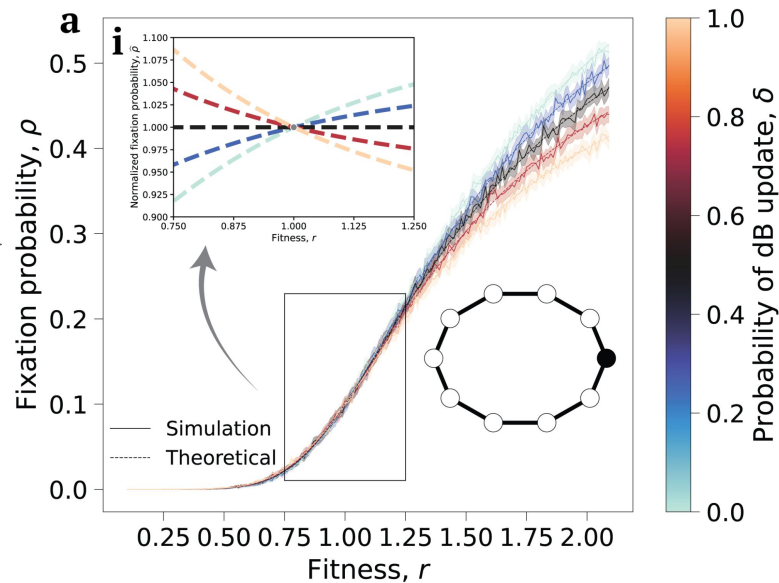 a
i
Normalized fixation probability, ρ̃
1.100
1.075
1.050
1.025
1.000
0.975
0.950
0.925
0.900
0.750 0.875 1.000 1.125 1.250
Fitness, r
Fixation probability, ρ
0.5
0.4
0.3
0.2
0.1
0.0
Simulation
Theoretical
0.25 0.50 0.75 1.00 1.25 1.50 1.75 2.00
Fitness, r
1.0
0.8
0.6
0.4
0.2
0.0
Probability of dB update, δ